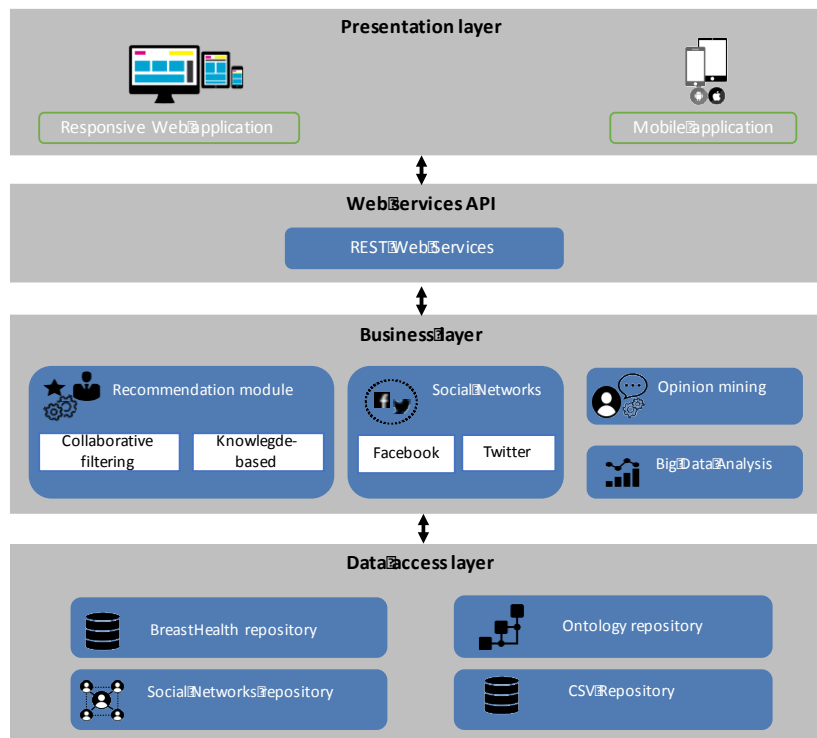 Presentation layer
Responsive Web application
Mobile application
Web services API
REST Web Services
Business layer
Recommendation module
Collaborative
filtering
Knowlegde-
based
Social Networks
Facebook
Twitter
Opinion mining
Big Data Analysis
Data access layer
BreastHealth repository
Ontology repository
Social Networks repository
CSV Repository